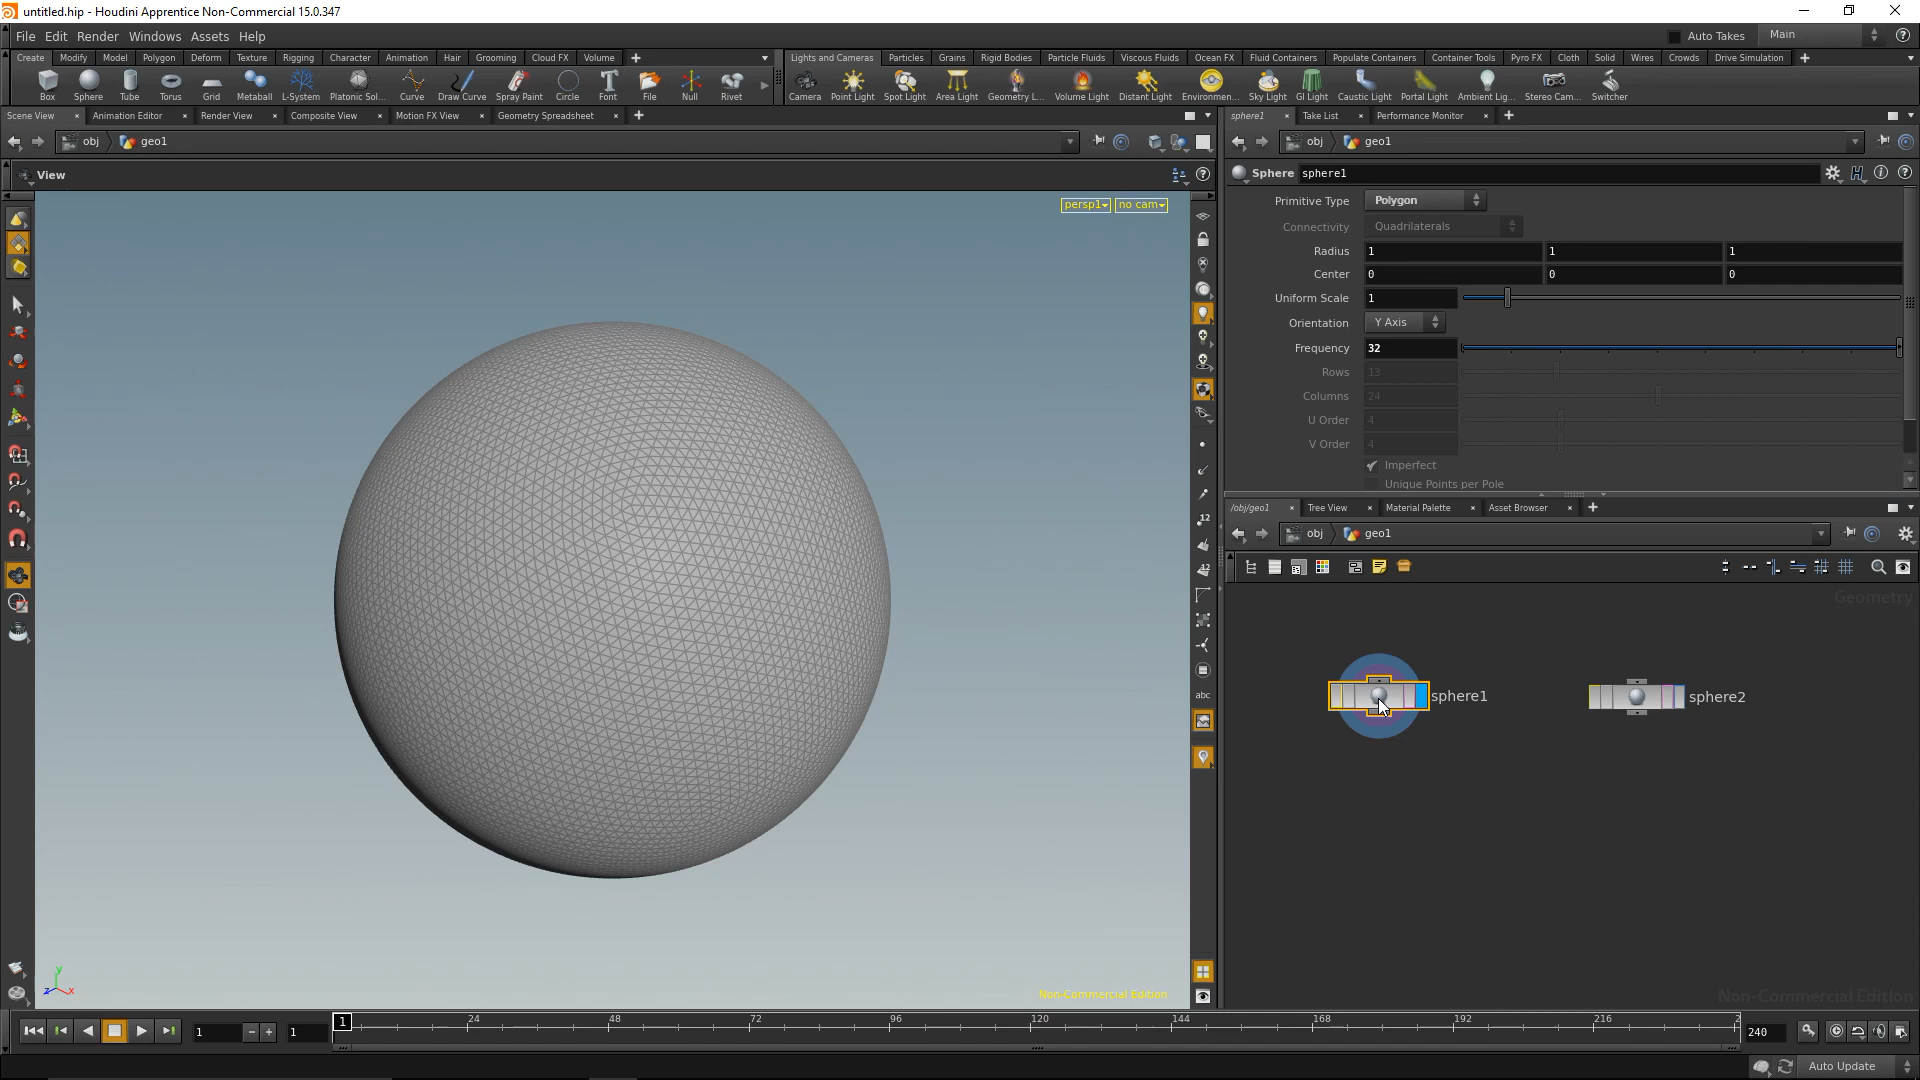 untitled.hip - Houdini Apprentice Non-Commercial 15.0.347
File Edit Render Windows Assets Help
Auto Takes Main
Create Modify Model Polygon Deform Texture Rigging Character Animation Hair Grooming Cloud FX Volume
Lights and Cameras Particles Grains Rigid Bodies Particle Fluids Viscous Fluids Ocean FX Fluid Containers Populate Containers Container Tools Pyro FX Cloth Solid Wires Crowds Drive Simulation
Box Sphere Tube Torus Grid Metaball L-System Platonic Sol... Curve Draw Curve Spray Paint Circle Font File Null Rivet
Camera Point Light Spot Light Area Light Geometry L... Volume Light Distant Light Environmen... Sky Light GI Light Caustic Light Portal Light Ambient Lig... Stereo Cam... Switcher
Scene View Animation Editor Render View Composite View Motion FX View Geometry Spreadsheet
sphere1 Take List Performance Monitor
obj geo1
obj geo1
View
persp1 no cam
Sphere sphere1
Primitive Type Polygon
Connectivity Quadrilaterals
Radius 1 1 1
Center 0 0 0
Uniform Scale 1
Orientation Y Axis
Frequency 32
Rows 13
Columns 24
U Order 4
V Order 4
Imperfect
Unique Points per Pole
/obj/geo1 Tree View Material Palette Asset Browser
obj geo1
Geometry
sphere1
sphere2
12
12
abc
y
z x
Non-Commercial Edition
Non-Commercial Edition
1 1 1 24 48 72 96 120 144 168 192 216 2 240
Auto Update